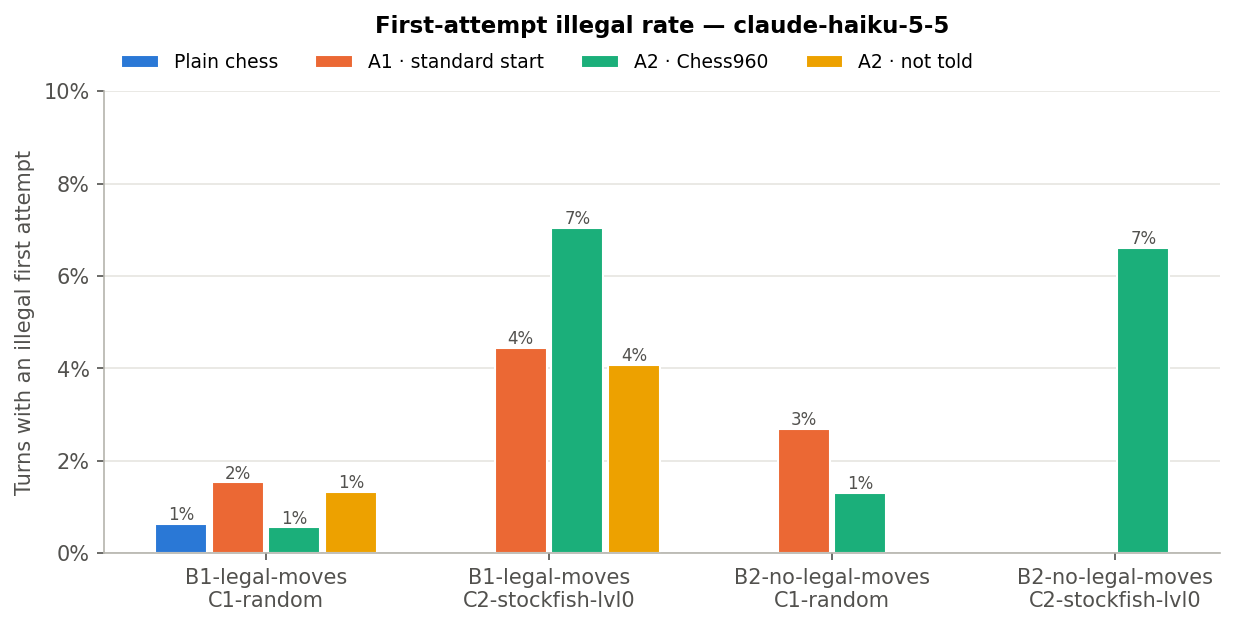 First-attempt illegal rate — claude-haiku-5-5
Plain chess
A1 · standard start
A2 · Chess960
A2 · not told
Turns with an illegal first attempt
10%
8%
6%
4%
2%
0%
1%
2%
1%
1%
4%
7%
4%
3%
1%
7%
B1-legal-moves
C1-random
B1-legal-moves
C2-stockfish-lvl0
B2-no-legal-moves
C1-random
B2-no-legal-moves
C2-stockfish-lvl0